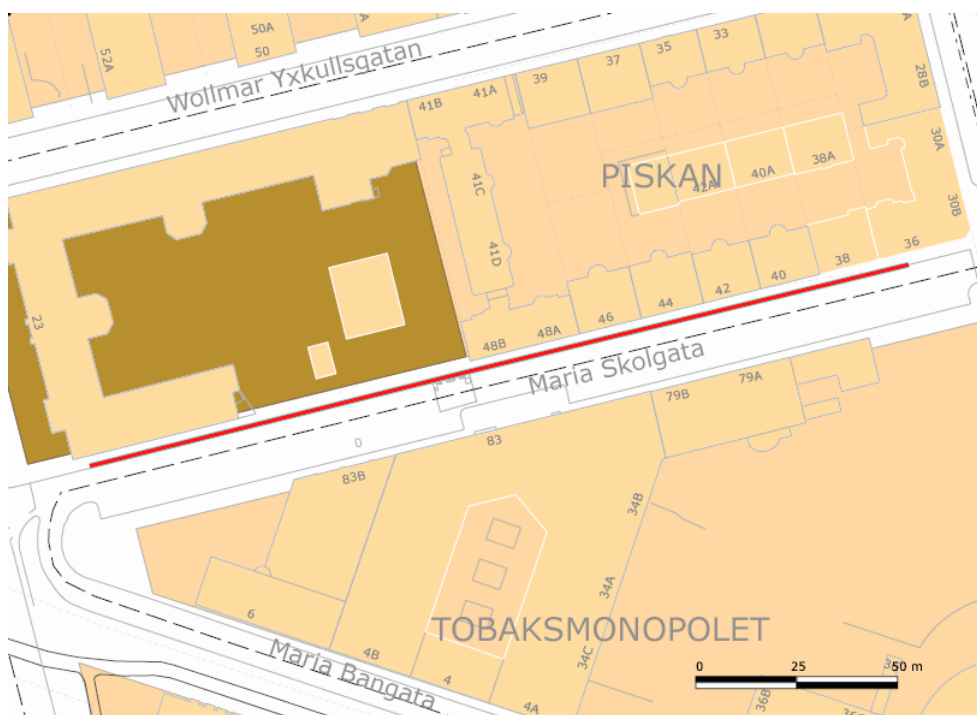 50A
50
52A
Wollmar Yxkullsgatan
41B
41A
39
37
35
33
28B
30A
30B
41C
41D
PISKAN
42A
40A
38A
36
38
40
42
44
46
48A
48B
23
Maria Skolgata
0
83
83B
79B
79A
34B
34A
34C
6
4B
4
4A
Maria Bangata
TOBAKSMONOPOLET
0 25 50 m
36B